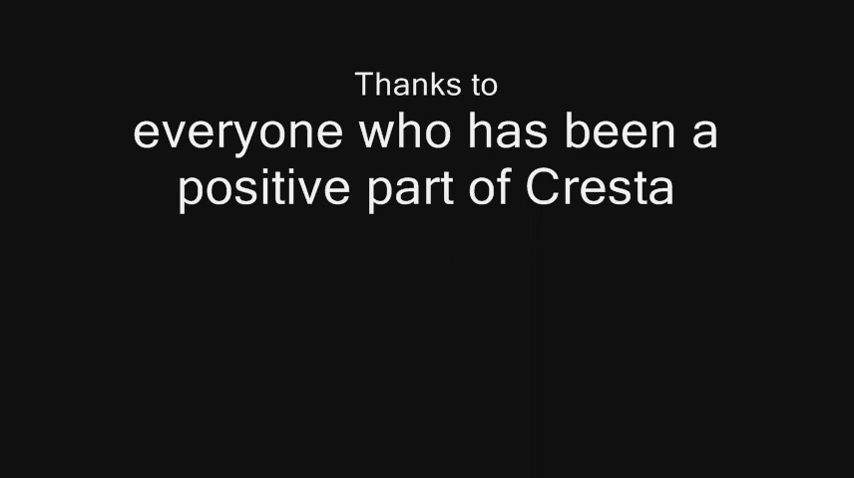 Thanks to
everyone who has been a
positive part of Cresta